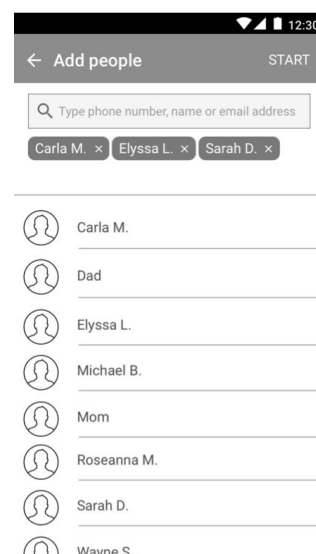 12:30
← Add people START
Type phone number, name or email address
Carla M. × Elyssa L. × Sarah D. ×
Carla M.
Dad
Elyssa L.
Michael B.
Mom
Roseanna M.
Sarah D.
Wayne S.